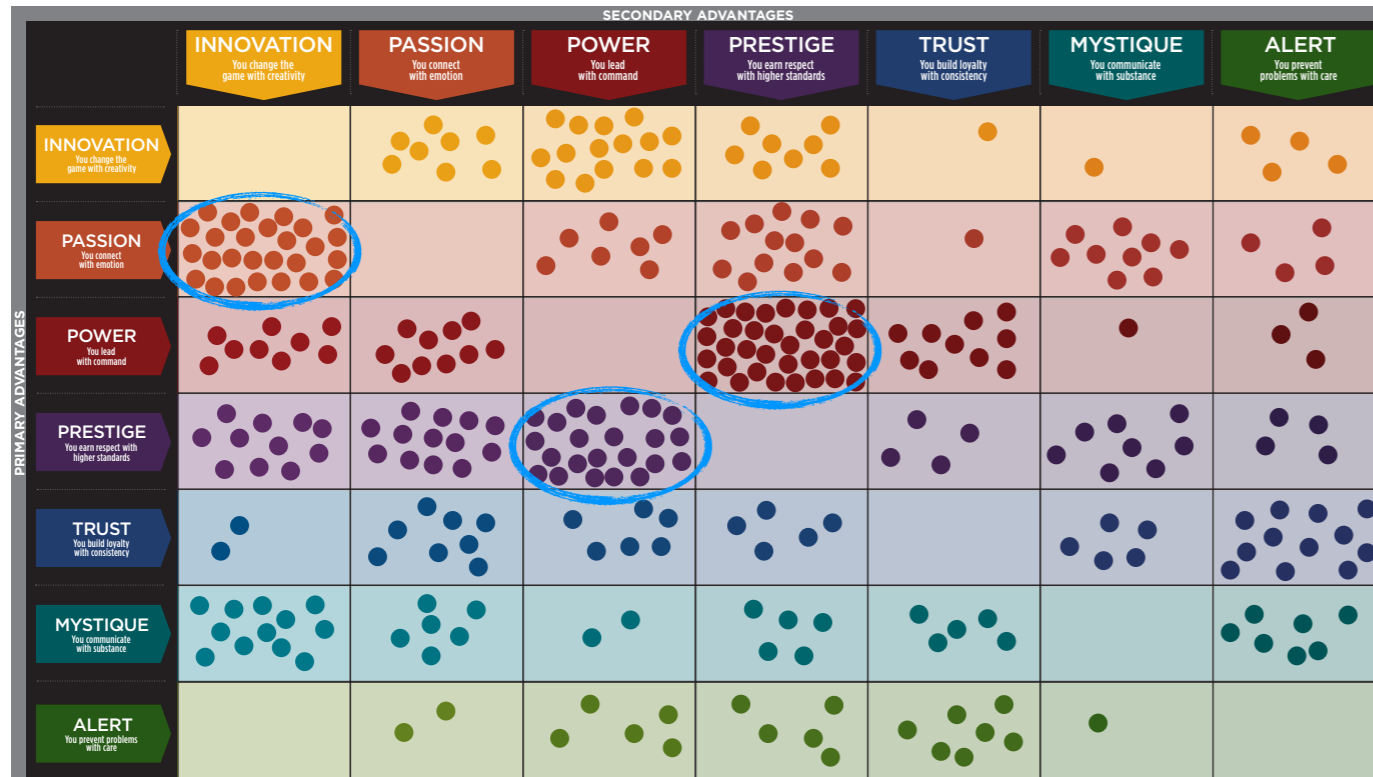 SECONDARY ADVANTAGES
INNOVATION
You change the
game with creativity
PASSION
You connect
with emotion
POWER
You lead
with command
PRESTIGE
You earn respect
with higher standards
TRUST
You build loyalty
with consistency
MYSTIQUE
You communicate
with substance
ALERT
You prevent
problems with care
PRIMARY ADVANTAGES
INNOVATION
You change the
game with creativity
PASSION
You connect
with emotion
POWER
You lead
with command
PRESTIGE
You earn respect with
higher standards
TRUST
You build loyalty
with consistency
MYSTIQUE
You communicate
with substance
ALERT
You prevent problems
with care